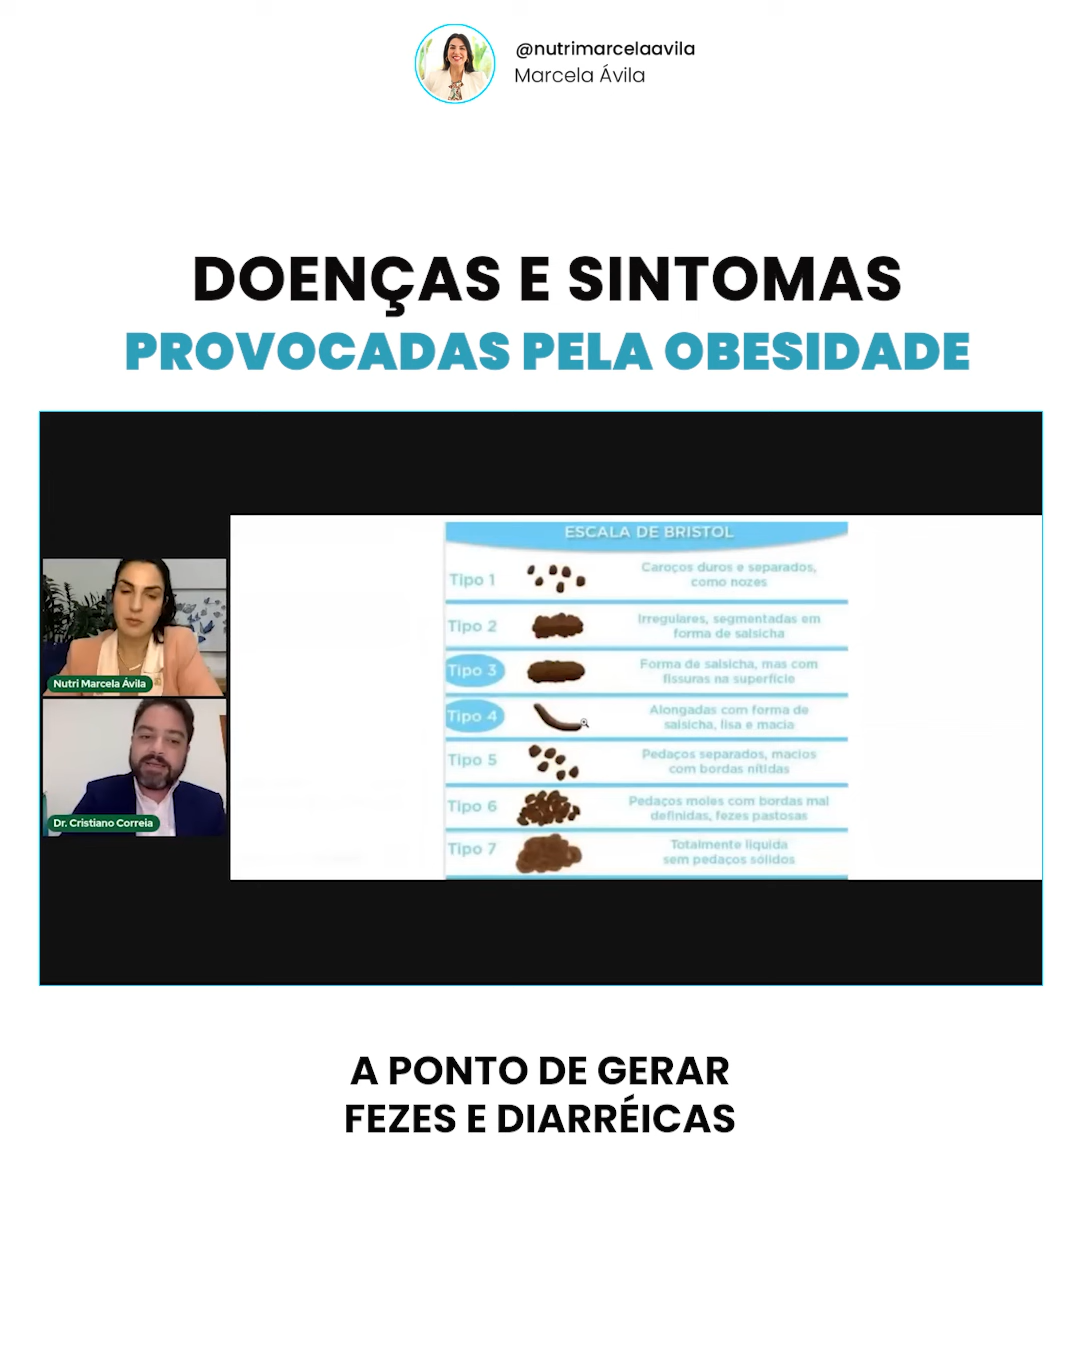 @nutrimarcelaavila
Marcela Ávila
DOENÇAS E SINTOMAS
PROVOCADAS PELA OBESIDADE
ESCALA DE BRISTOL
Tipo 1
Caroços duros e separados,
como nozes
Tipo 2
Irregulares, segmentadas em
forma de salsicha
Tipo 3
Forma de salsicha, mas com
fissuras na superfície
Tipo 4
Alongadas com forma de
salsicha, lisa e macia
Tipo 5
Pedaços separados, macios
com bordas nítidas
Tipo 6
Pedaços moles com bordas mal
definidas, fezes pastosas
Tipo 7
Totalmente líquida
sem pedaços sólidos
Nutri Marcela Ávila
Dr. Cristiano Correia
A PONTO DE GERAR
FEZES E DIARRÉICAS